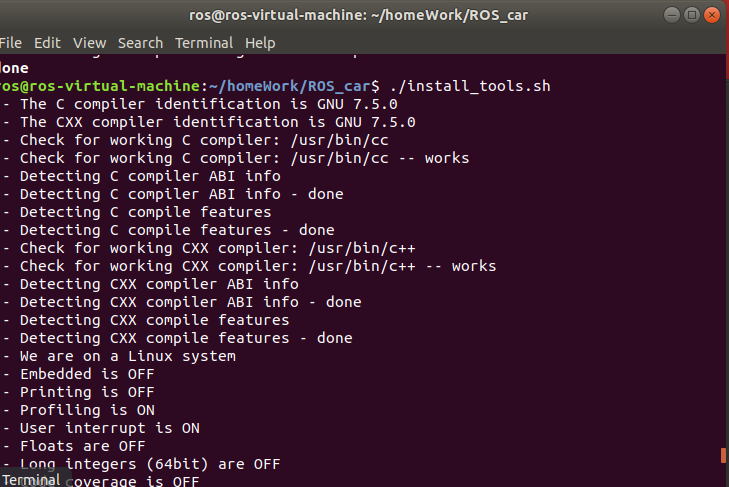 ros@ros-virtual-machine: ~/homeWork/ROS_car
File Edit View Search Terminal Help
done
ros@ros-virtual-machine:~/homeWork/ROS_car$ ./install_tools.sh
- The C compiler identification is GNU 7.5.0
- The CXX compiler identification is GNU 7.5.0
- Check for working C compiler: /usr/bin/cc
- Check for working C compiler: /usr/bin/cc -- works
- Detecting C compiler ABI info
- Detecting C compiler ABI info - done
- Detecting C compile features
- Detecting C compile features - done
- Check for working CXX compiler: /usr/bin/c++
- Check for working CXX compiler: /usr/bin/c++ -- works
- Detecting CXX compiler ABI info
- Detecting CXX compiler ABI info - done
- Detecting CXX compile features
- Detecting CXX compile features - done
- We are on a Linux system
- Embedded is OFF
- Printing is OFF
- Profiling is ON
- User interrupt is ON
- Floats are OFF
- Long integers (64bit) are OFF
Terminal
coverage is OFF